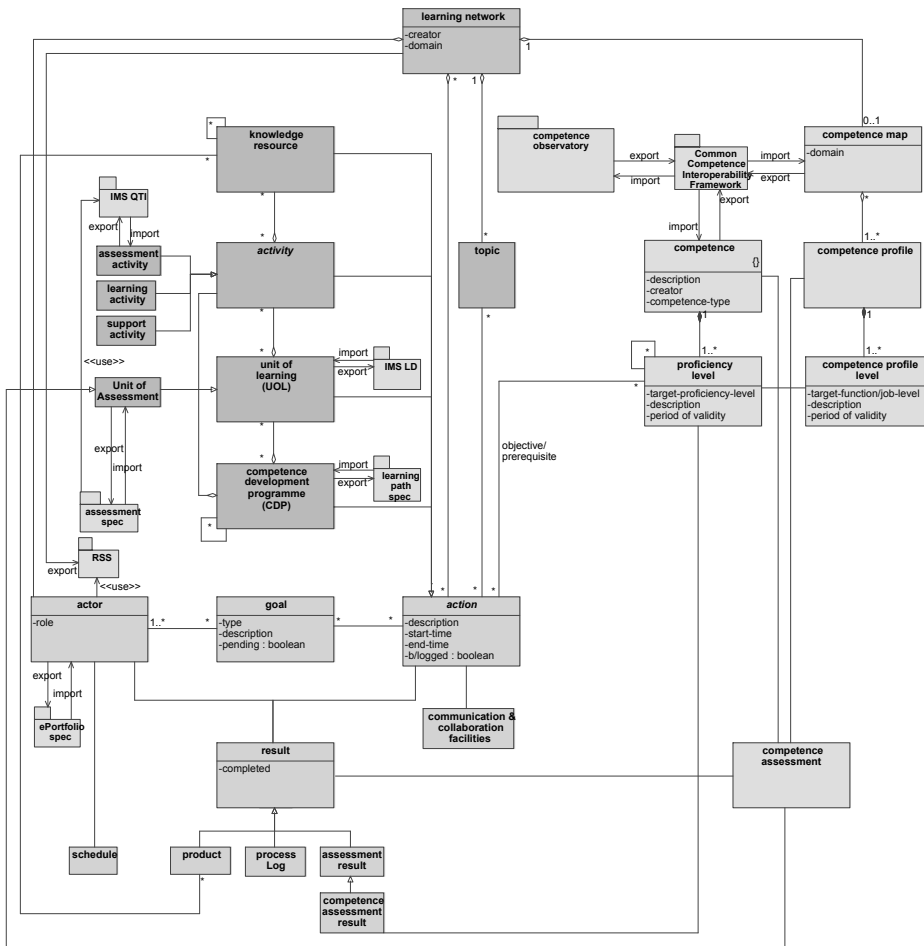 learning network
-creator
-domain
1
*
1
0..1
knowledge
resource
*
*
competence
observatory
export
import
Common
Competence
Interoperability
Framework
import
export
competence map
-domain
*
IMS QTI
export
import
import
export
1..*
*
*
*
assessment
activity
learning
activity
support
activity
activity
topic
*
competence
{}
-description
-creator
-competence-type
competence profile
1
1
<<use>>
*
1..*
1..*
Unit of
Assessment
*
unit of
learning
(UOL)
import
export
IMS LD
*
*
*
proficiency
level
-target-proficiency-level
-description
-period of validity
competence profile
level
-target-function/job-level
-description
-period of validity
export
import
*
*
objective/
prerequisite
competence
development
programme
(CDP)
import
export
learning
path
spec
assessment
spec
*
RSS
export
<<use>>
*
*
*
actor
-role
1..*
*
goal
-type
-description
-pending : boolean
*
*
action
-description
-start-time
-end-time
-b/logged : boolean
export
import
ePortfolio
spec
communication &
collaboration
facilities
result
-completed
competence
assessment
schedule
product
process
Log
assessment
result
*
competence
assessment
result